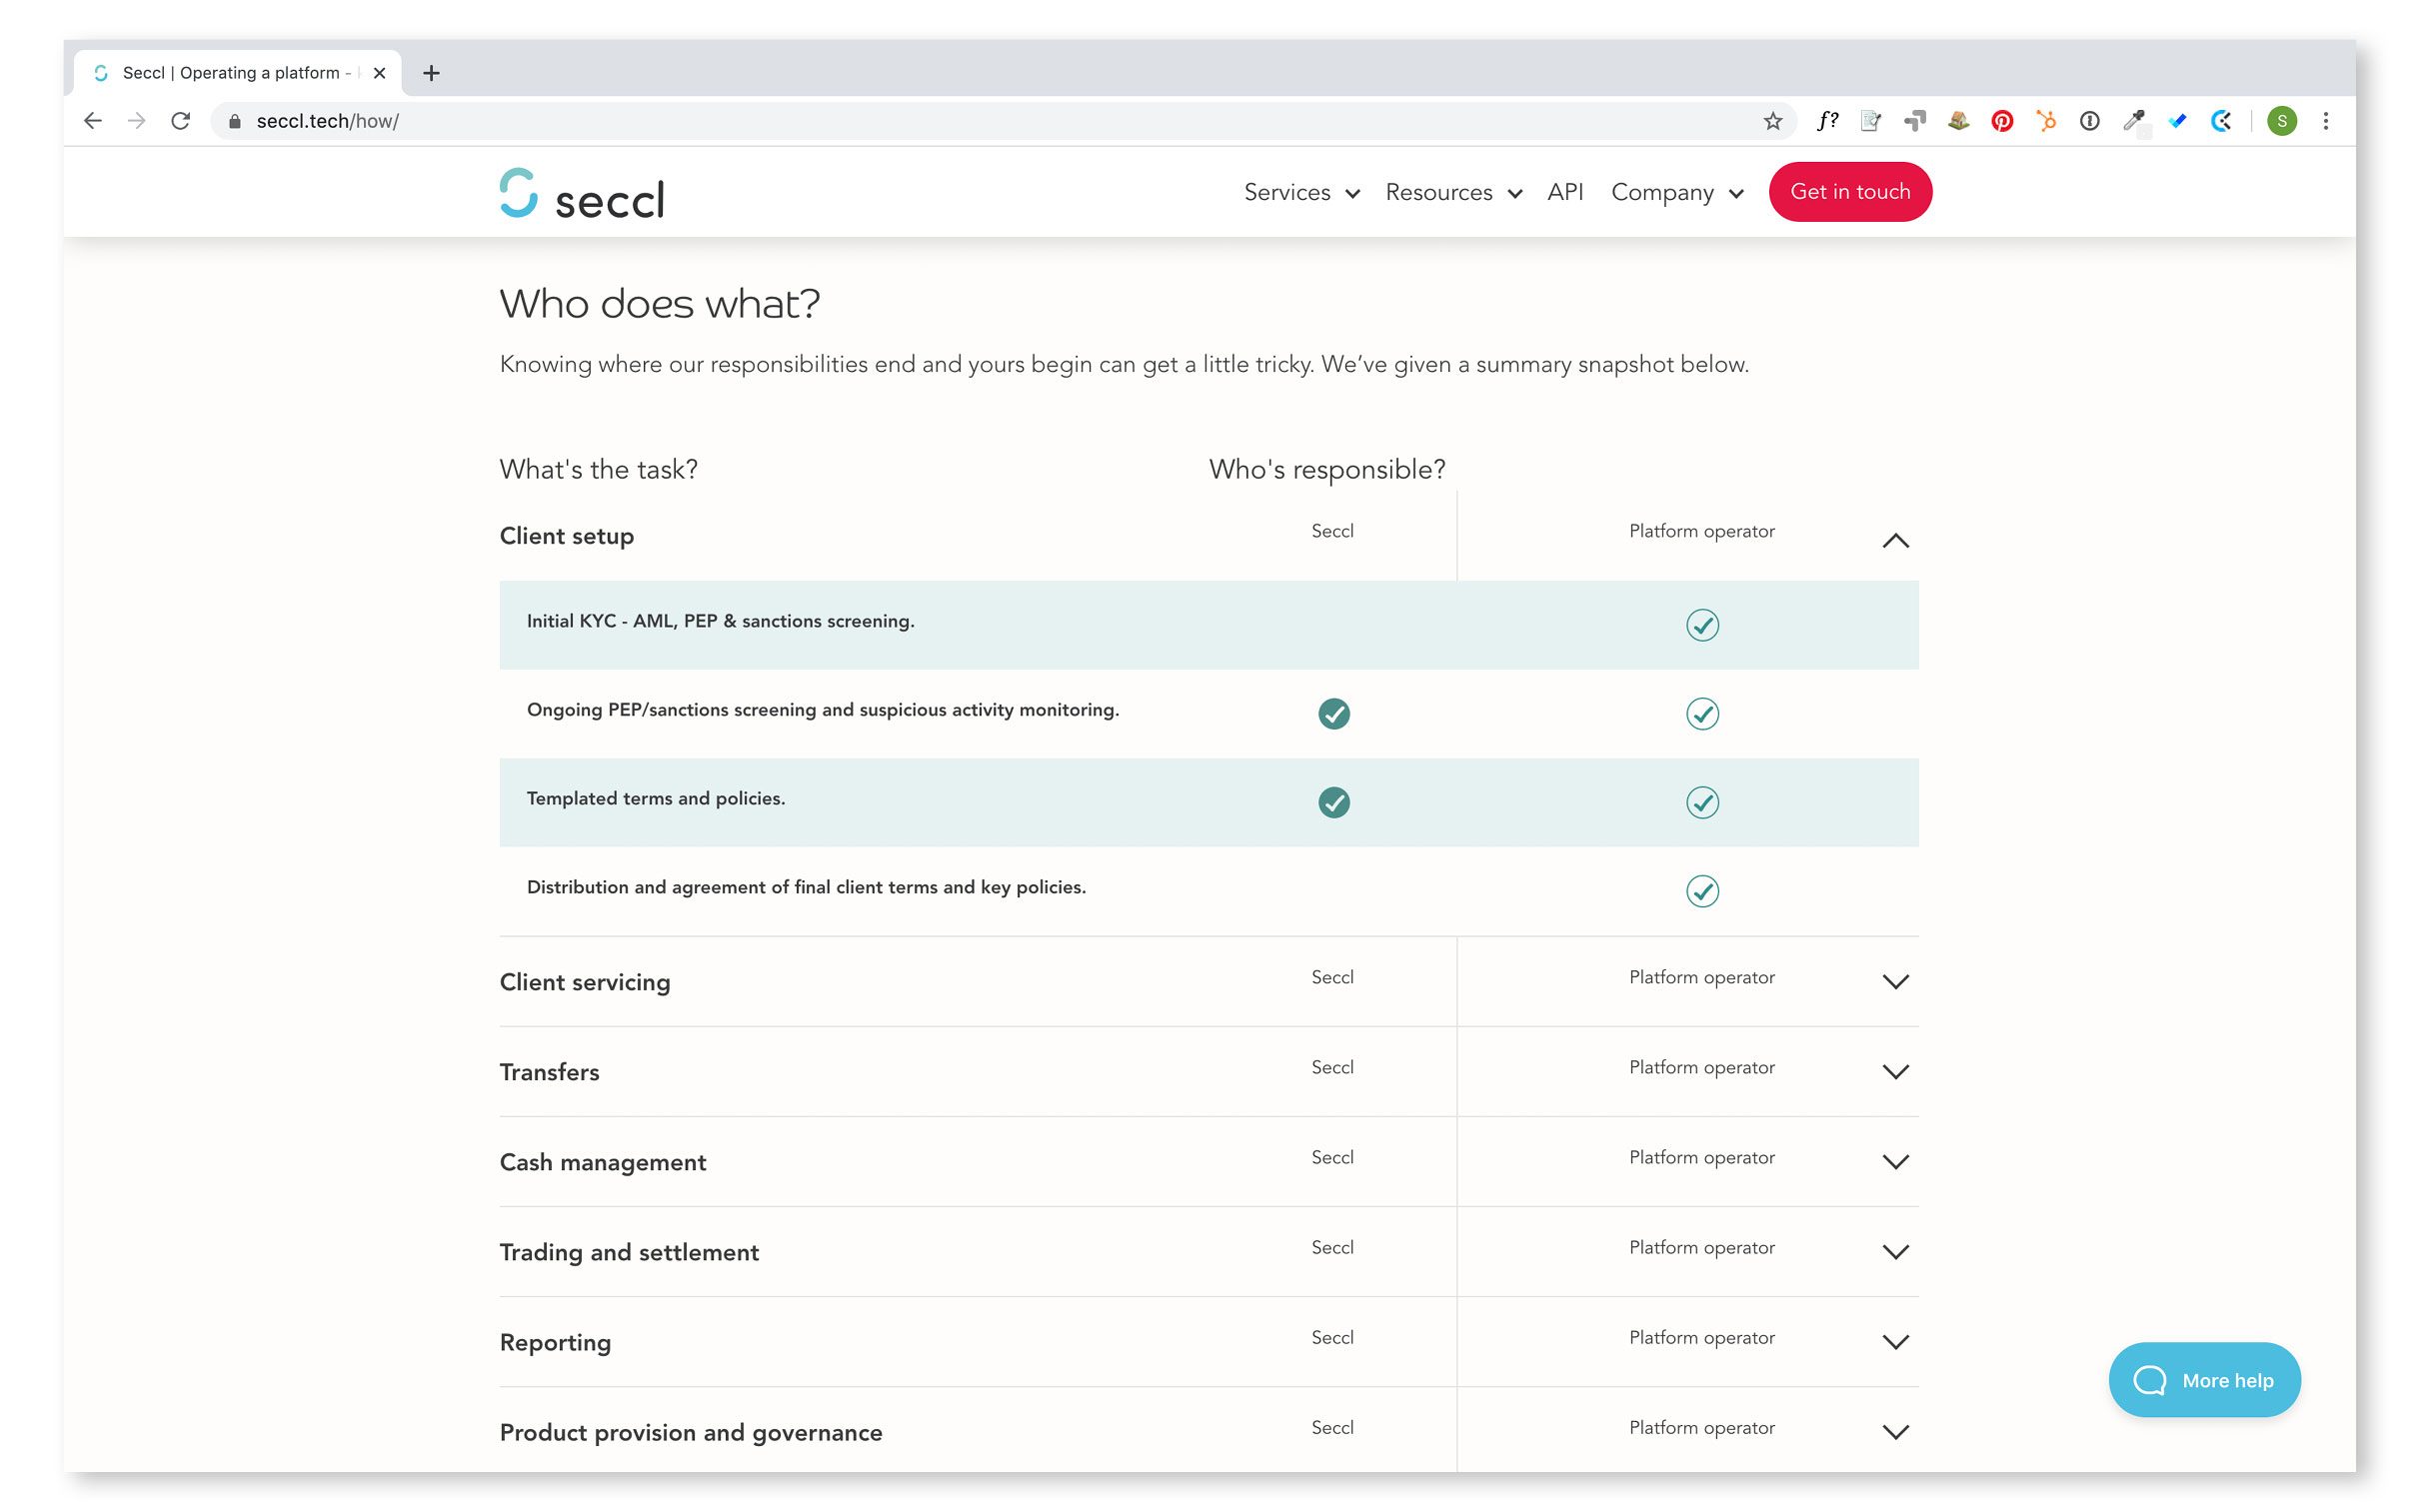 Seccl | Operating a platform -
seccl.tech/how/
f?
S
seccl
Services
Resources
API
Company
Get in touch
Who does what?
Knowing where our responsibilities end and yours begin can get a little tricky. We’ve given a summary snapshot below.
What's the task?
Who's responsible?
Client setup
Seccl
Platform operator
Initial KYC - AML, PEP & sanctions screening.
Ongoing PEP/sanctions screening and suspicious activity monitoring.
Templated terms and policies.
Distribution and agreement of final client terms and key policies.
Client servicing
Seccl
Platform operator
Transfers
Seccl
Platform operator
Cash management
Seccl
Platform operator
Trading and settlement
Seccl
Platform operator
Reporting
Seccl
Platform operator
More help
Product provision and governance
Seccl
Platform operator